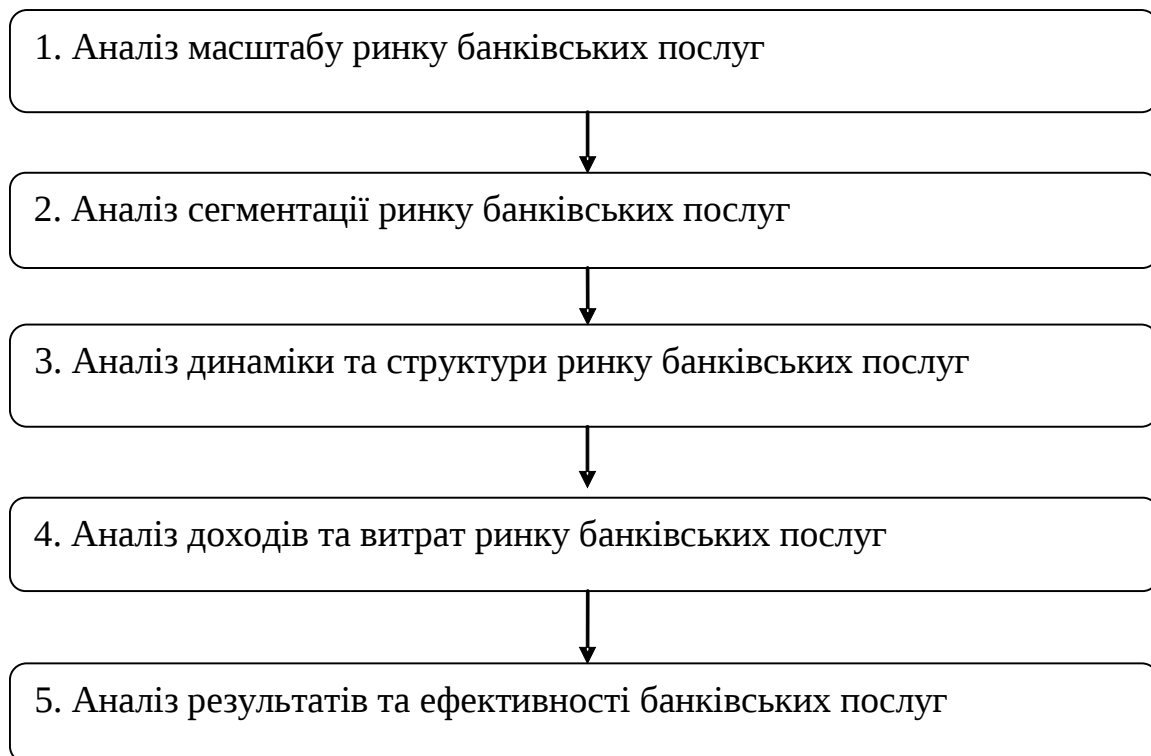 1. Аналіз масштабу ринку банківських послуг
2. Аналіз сегментації ринку банківських послуг
3. Аналіз динаміки та структури ринку банківських послуг
4. Аналіз доходів та витрат ринку банківських послуг
5. Аналіз результатів та ефективності банківських послуг